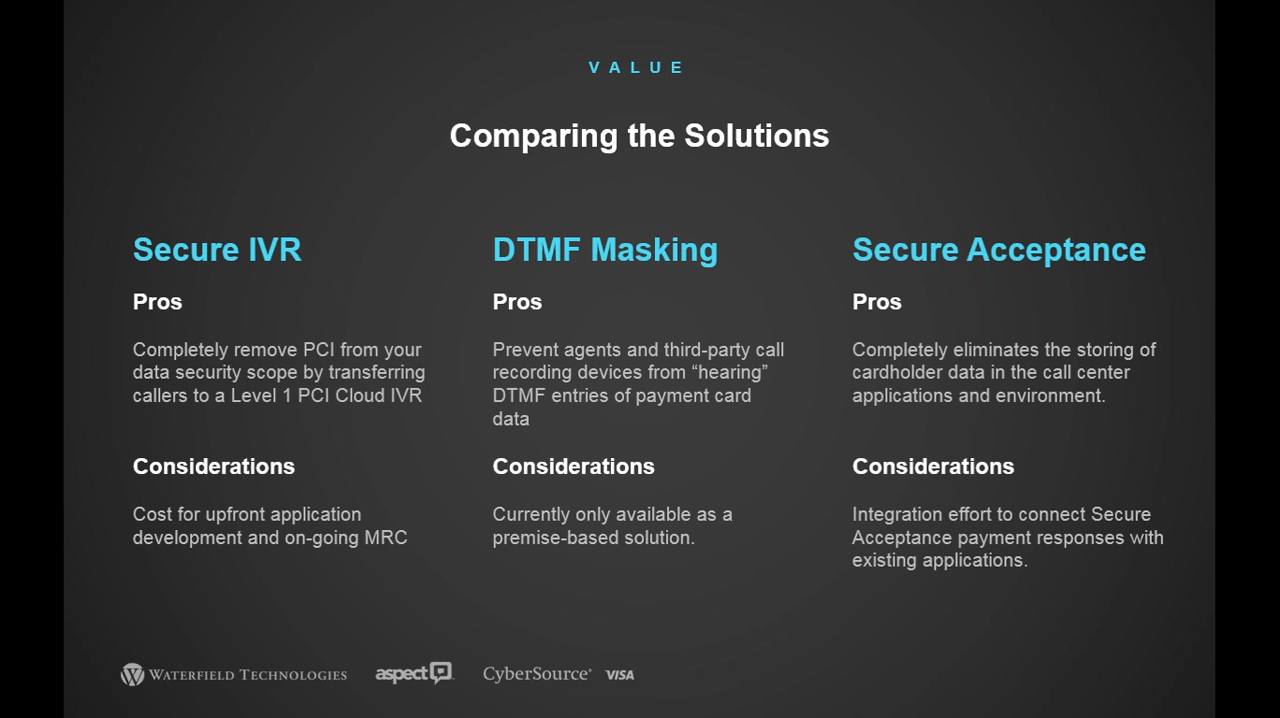 VALUE
Comparing the Solutions
Secure IVR
Pros
Completely remove PCI from your
data security scope by transferring
callers to a Level 1 PCI Cloud IVR
Considerations
Cost for upfront application
development and on-going MRC
DTMF Masking
Pros
Prevent agents and third-party call
recording devices from “hearing”
DTMF entries of payment card
data
Considerations
Currently only available as a
premise-based solution.
Secure Acceptance
Pros
Completely eliminates the storing of
cardholder data in the call center
applications and environment.
Considerations
Integration effort to connect Secure
Acceptance payment responses with
existing applications.
WATERFIELD TECHNOLOGIES aspect CyberSource® VISA